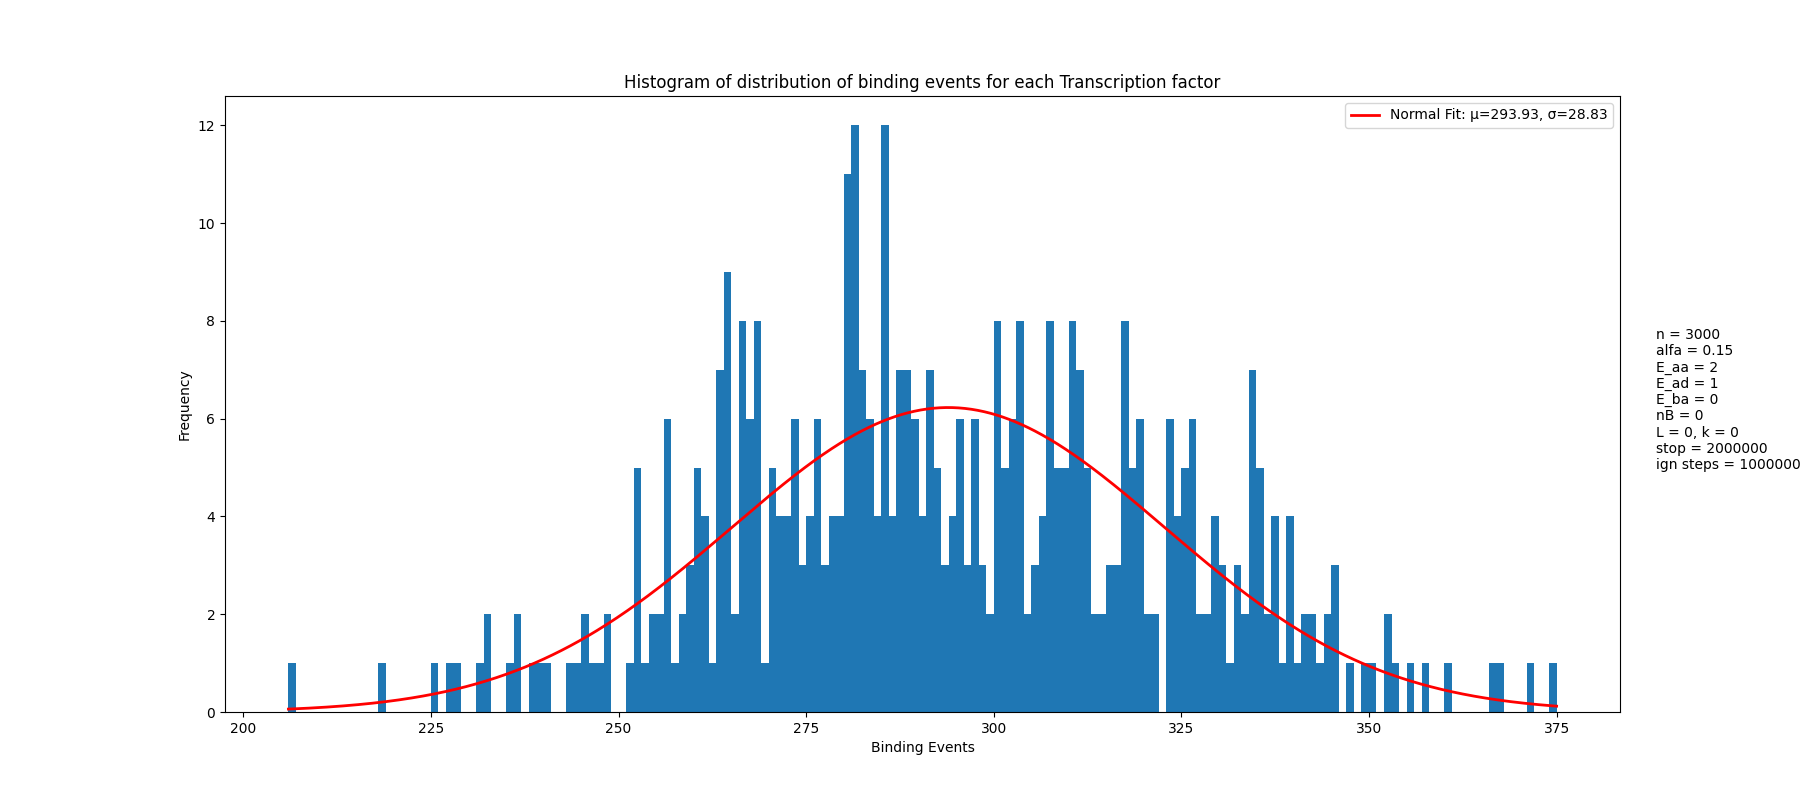 Histogram of distribution of binding events for each Transcription factor
Normal Fit: μ=293.93, σ=28.83
12
10
8
6
4
2
0
Frequency
200 225 250 275 300 325 350 375
Binding Events
n = 3000
alfa = 0.15
E_aa = 2
E_ad = 1
E_ba = 0
nB = 0
L = 0, k = 0
stop = 2000000
ign steps = 1000000